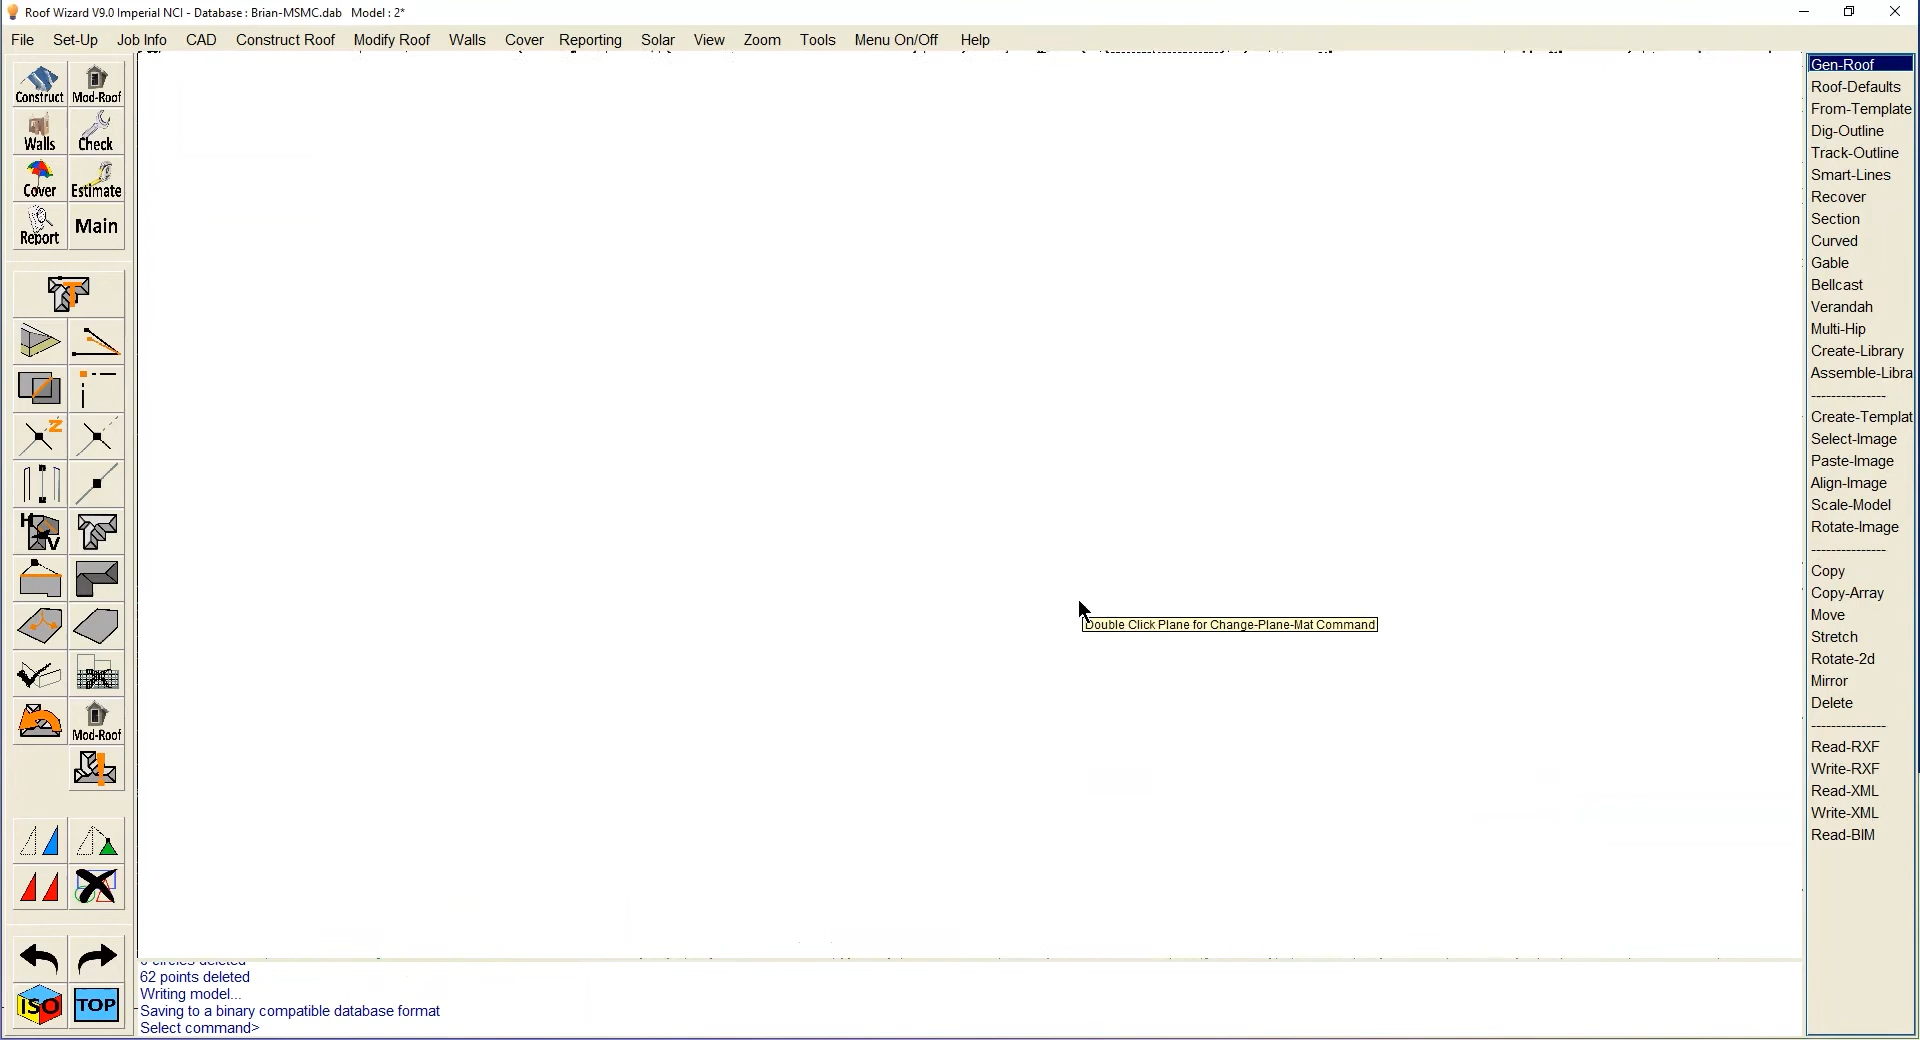 Roof Wizard V9.0 Imperial NCI - Database : Brian-MSMC.dab Model : 2*
File Set-Up Job Info CAD Construct Roof Modify Roof Walls Cover Reporting Solar View Zoom Tools Menu On/Off Help
Construct Mod-Roof
Walls Check
Cover Estimate
Report Main
Z
H
V
Mod-Roof
ISO TOP
Double Click Plane for Change-Plane-Mat Command
62 points deleted
Writing model...
Saving to a binary compatible database format
Select command>
Gen-Roof
Roof-Defaults
From-Template
Dig-Outline
Track-Outline
Smart-Lines
Recover
Section
Curved
Gable
Bellcast
Verandah
Multi-Hip
Create-Library
Assemble-Libra
---------------
Create-Templat
Select-Image
Paste-Image
Align-Image
Scale-Model
Rotate-Image
---------------
Copy
Copy-Array
Move
Stretch
Rotate-2d
Mirror
Delete
---------------
Read-RXF
Write-RXF
Read-XML
Write-XML
Read-BIM